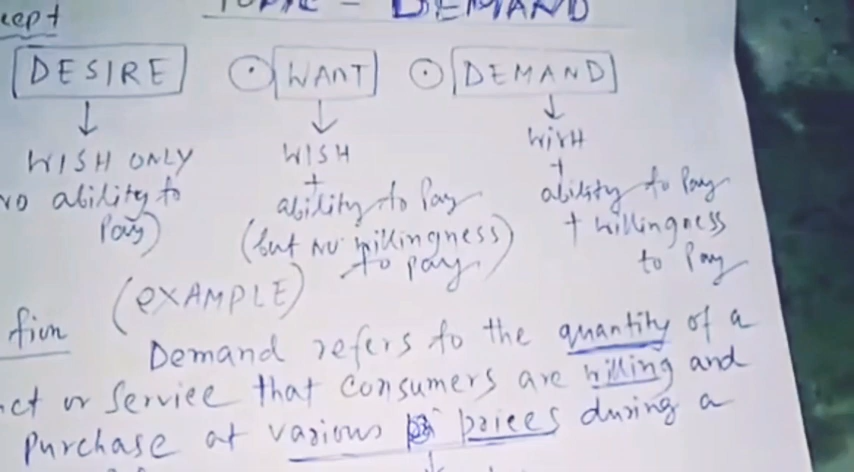 TOPIC - DEMAND
DESIRE WANT DEMAND
WISH ONLY WISH WISH
ability to + +
Pay) ability to Pay ability to Pay
(but NO willingness + willingness
to pay) to Pay
(EXAMPLE)
Demand refers to the quantity of a
or Service that consumers are willing and
Purchase at various prices during a